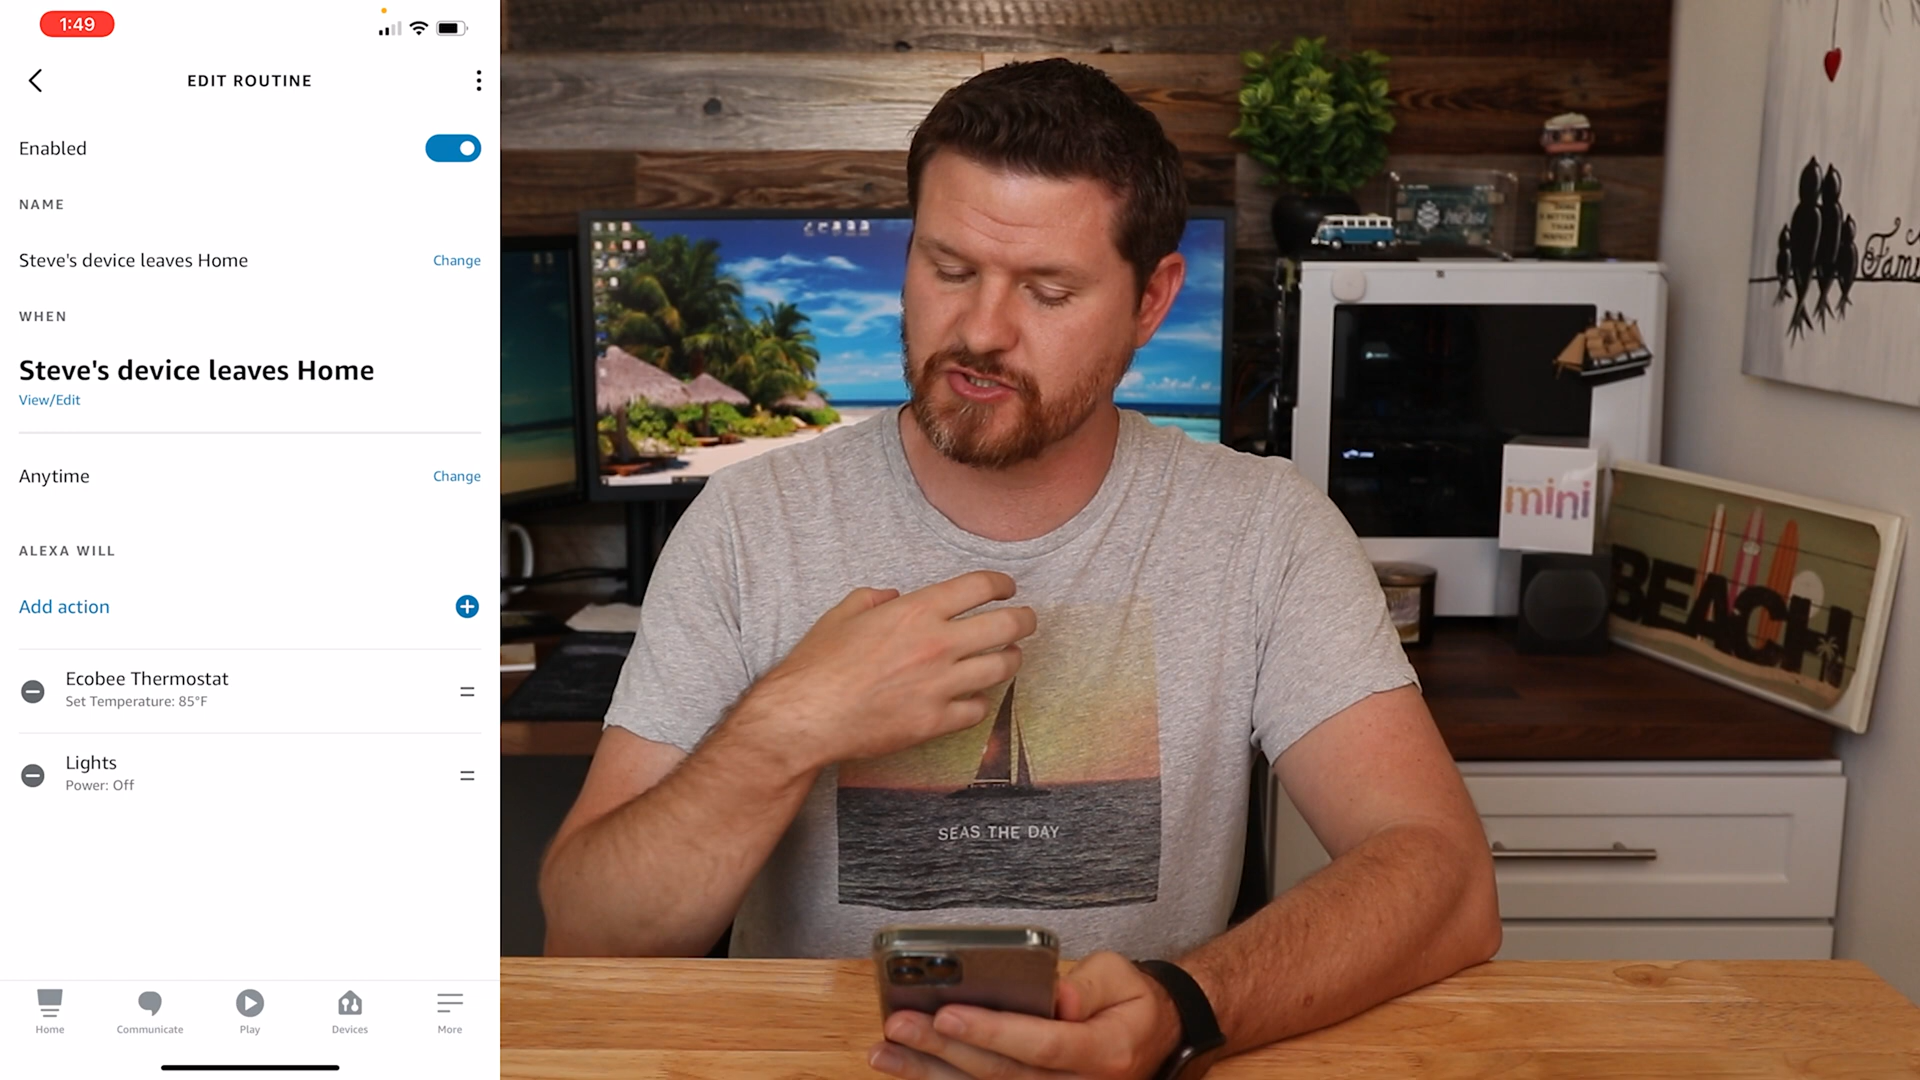 1:49
EDIT ROUTINE
Enabled
NAME
Steve's device leaves Home
Change
WHEN
Steve's device leaves Home
View/Edit
Anytime
Change
ALEXA WILL
Add action
Ecobee Thermostat
Set Temperature: 85°F
Lights
Power: Off
Home
Communicate
Play
Devices
More
SEAS THE DAY
mini
BEACH